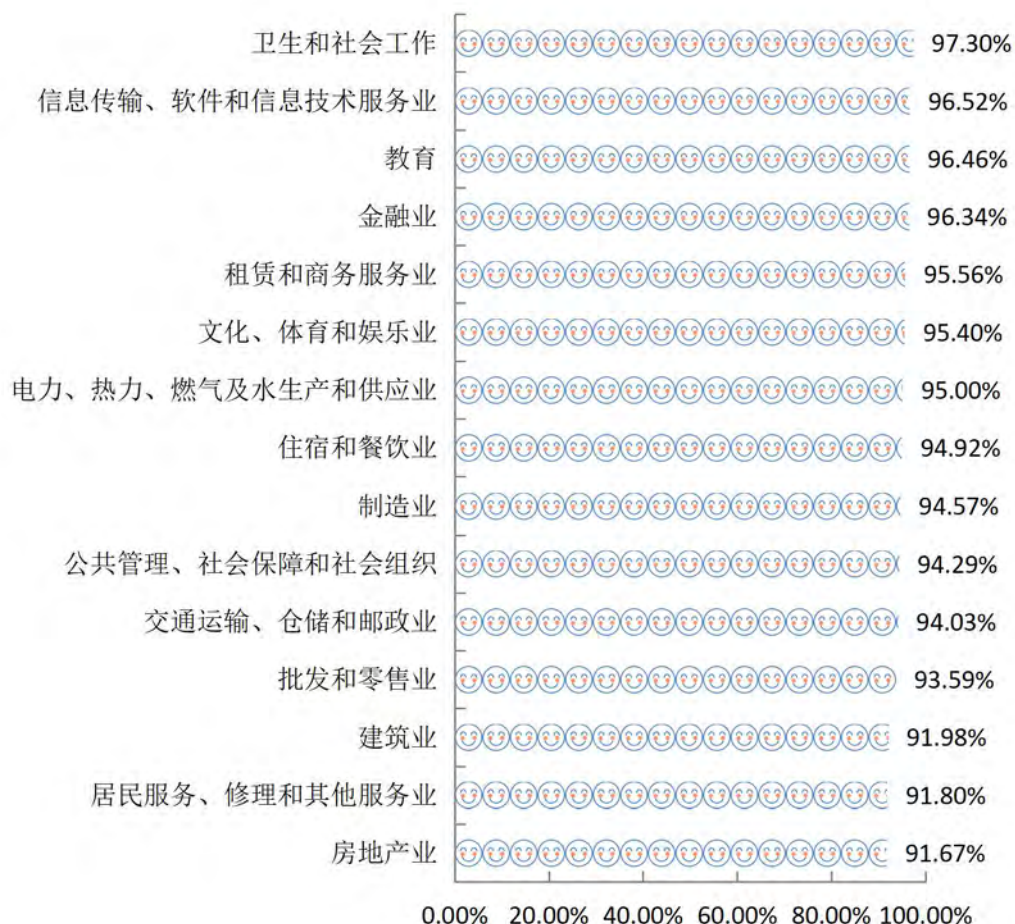 卫生和社会工作 97.30%
信息传输、软件和信息技术服务业 96.52%
教育 96.46%
金融业 96.34%
租赁和商务服务业 95.56%
文化、体育和娱乐业 95.40%
电力、热力、燃气及水生产和供应业 95.00%
住宿和餐饮业 94.92%
制造业 94.57%
公共管理、社会保障和社会组织 94.29%
交通运输、仓储和邮政业 94.03%
批发和零售业 93.59%
建筑业 91.98%
居民服务、修理和其他服务业 91.80%
房地产业 91.67%
0.00% 20.00% 40.00% 60.00% 80.00% 100.00%